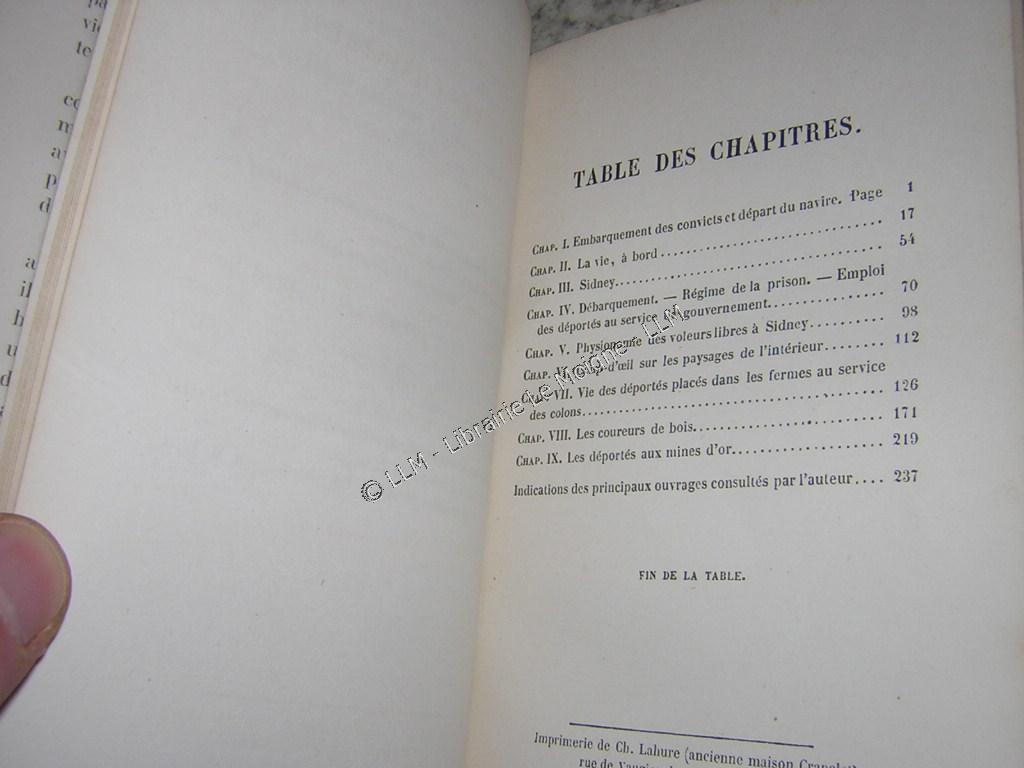 TABLE DES CHAPITRES.
CHAP. I. Embarquement des convicts et départ du navire. Page 1
CHAP. II. La vie, à bord........................ 17
CHAP. III. Sidney........................ 54
CHAP. IV. Débarquement. — Régime de la prison. — Emploi
des déportés au service du gouvernement............ 70
CHAP. V. Physionomie des voleurs libres à Sidney.......... 98
CHAP. VI. Coup d'œil sur les paysages de l'intérieur........ 112
CHAP. VII. Vie des déportés placés dans les fermes au service
des colons........................ 126
CHAP. VIII. Les coureurs de bois.................... 171
CHAP. IX. Les déportés aux mines d'or................. 219
Indications des principaux ouvrages consultés par l'auteur.... 237
FIN DE LA TABLE.
Imprimerie de Ch. Lahure (ancienne maison
rue de
© LLM - Librairie Le Moigne - LLM